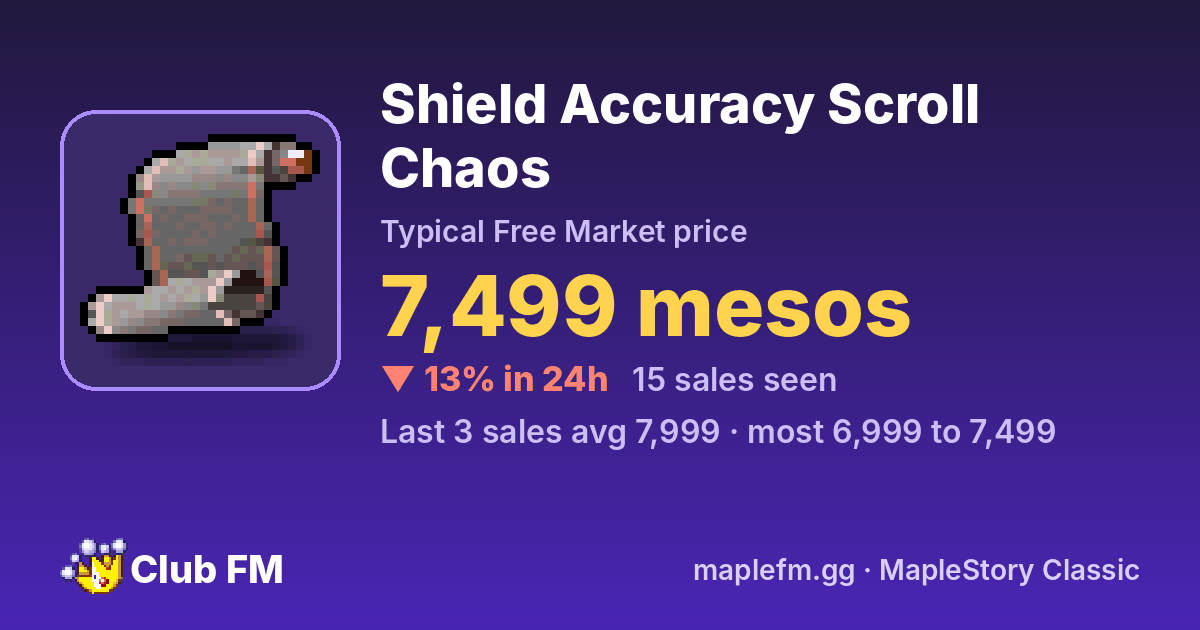 Shield Accuracy Scroll
Chaos
Typical Free Market price
7,499 mesos
▼ 13% in 24h 15 sales seen
Last 3 sales avg 7,999 · most 6,999 to 7,499
Club FM
maplefm.gg · MapleStory Classic